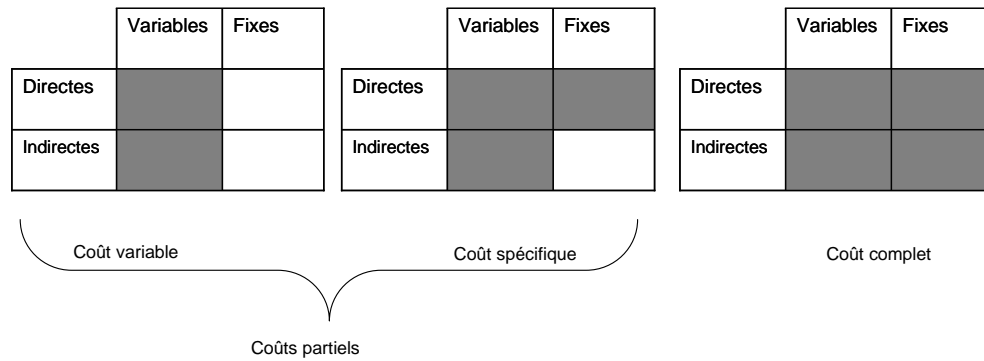 Variables Fixes
Directes
Indirectes
Variables Fixes
Directes
Indirectes
Variables Fixes
Directes
Indirectes
Coût variable
Coût spécifique
Coût complet
Coûts partiels